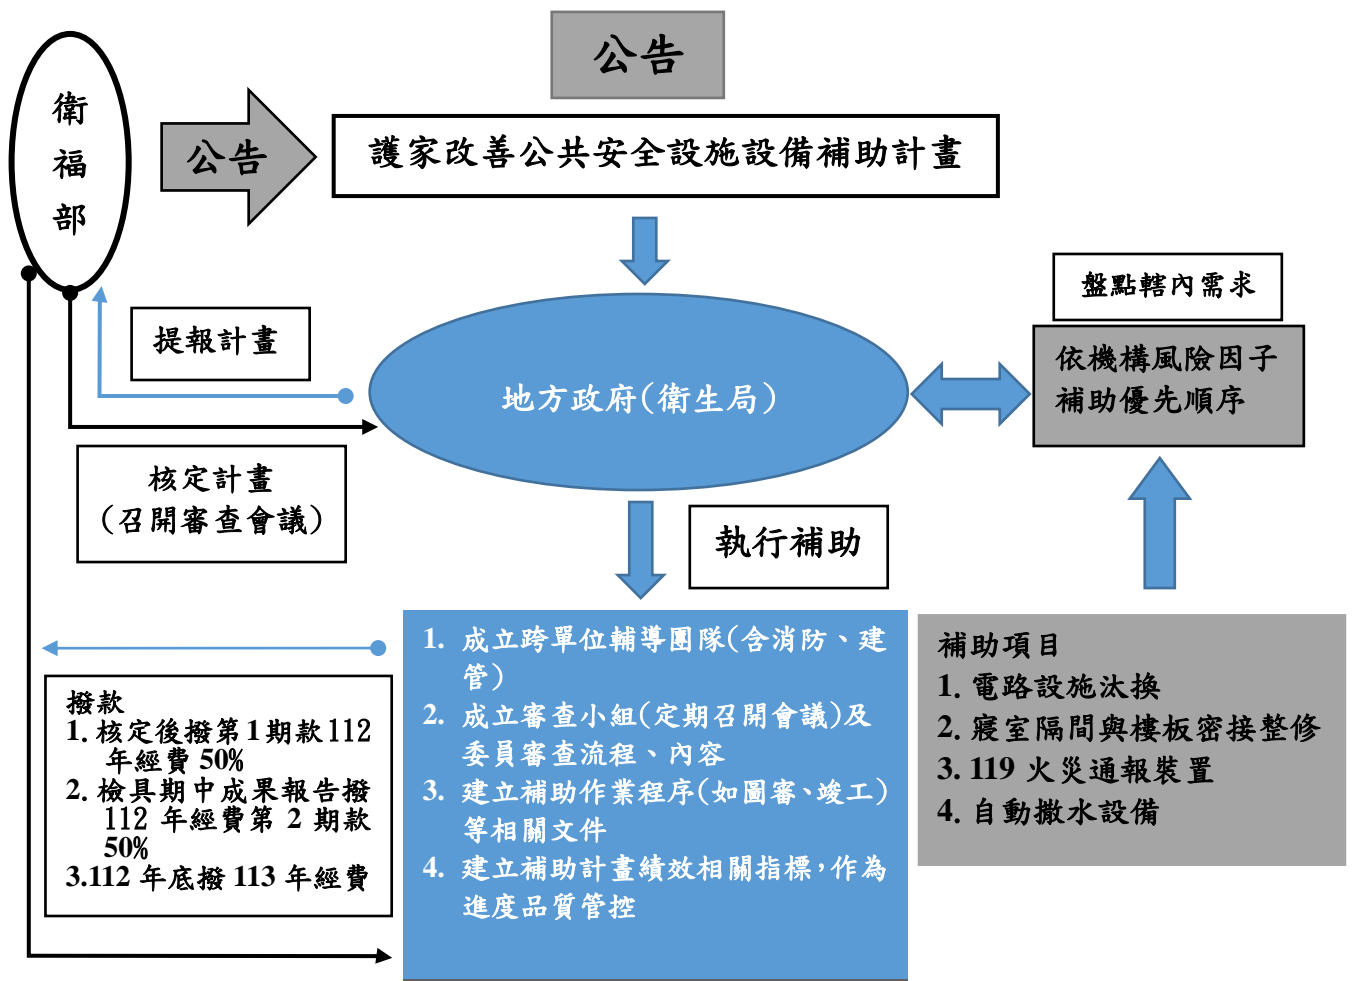 公告
衛
福
部
公告
護家改善公共安全設施設備補助計畫
盤點轄內需求
提報計畫
依機構風險因子
補助優先順序
地方政府(衛生局)
核定計畫
(召開審查會議)
執行補助
撥款
1. 核定後撥第1期款112
年經費 50%
2. 檢具期中成果報告撥
112 年經費第 2 期款
50%
3.112 年底撥 113 年經費
1. 成立跨單位輔導團隊(含消防、建
管)
2. 成立審查小組(定期召開會議)及
委員審查流程、內容
3. 建立補助作業程序(如圖審、竣工)
等相關文件
4. 建立補助計畫績效相關指標,作為
進度品質管控
補助項目
1. 電路設施汰換
2. 寢室隔間與樓板密接整修
3. 119 火災通報裝置
4. 自動撒水設備